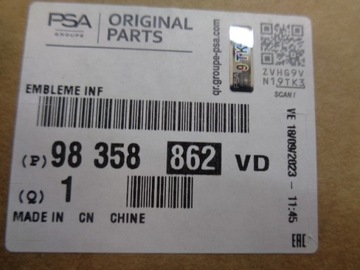 PSA
GROUPE
ORIGINAL
PARTS
qr.groupe-psa.com
ZVHG9V
N19TK3
SCAN !
EMBLEME INF
(P) 98 358 862 VD
(Q) 1
MADE IN CN CHINE
VE 18/09/2023 - 11:45
EAC